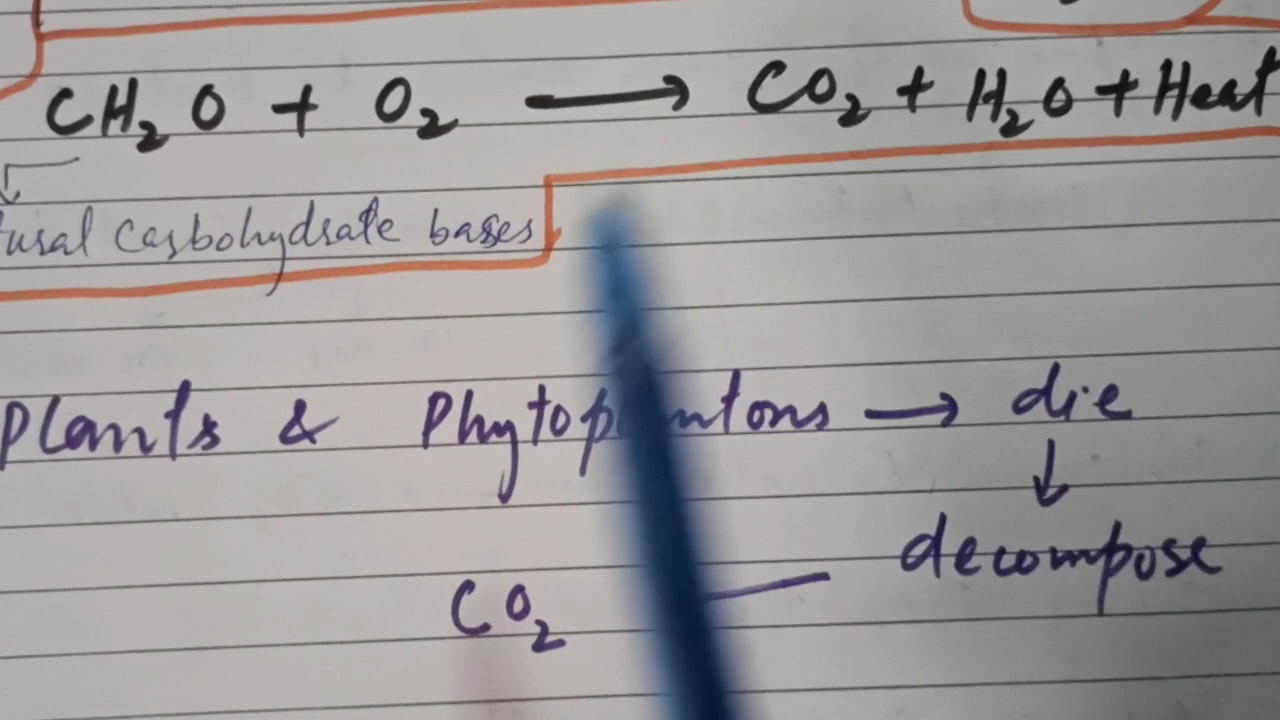 CH₂O + O₂ → CO₂ + H₂O + Heat
carbohydrate bases
Plants & → die
↓
decompose
CO₂